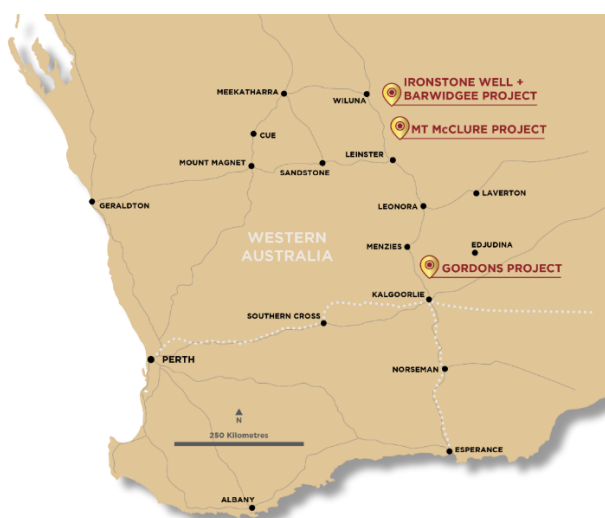 IRONSTONE WELL +
BARWIDGEE PROJECT
MEEKATHARRA
WILUNA
MT McCLURE PROJECT
CUE
LEINSTER
MOUNT MAGNET
SANDSTONE
LAVERTON
GERALDTON
LEONORA
WESTERN
AUSTRALIA
MENZIES
EDJUDINA
GORDONS PROJECT
KALGOORLIE
SOUTHERN CROSS
PERTH
NORSEMAN
N
250 Kilometres
ESPERANCE
ALBANY